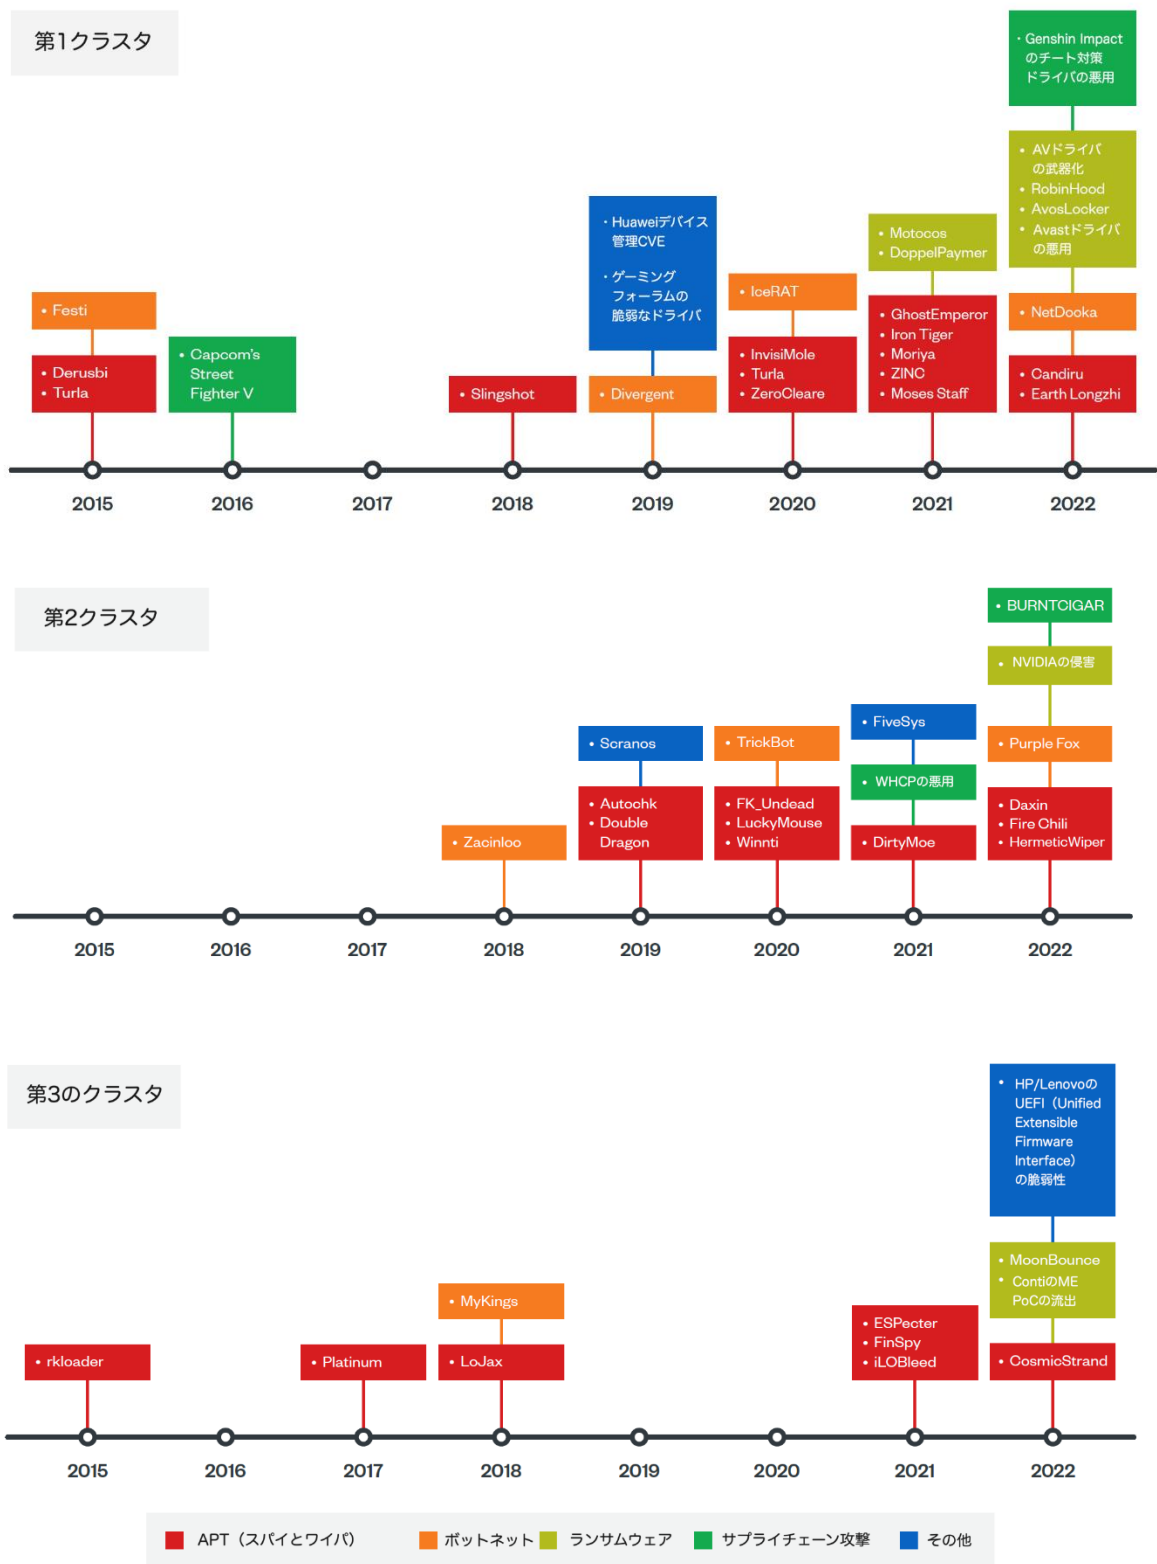 第1クラスタ
・Genshin Impact
のチート対策
ドライバの悪用
• AVドライバ
の武器化
• RobinHood
• AvosLocker
• Avastドライバ
の悪用
・Huaweiデバイス
管理CVE
・ゲーミング
フォーラムの
脆弱なドライバ
• Motocos
• DoppelPaymer
• Festi
• IceRAT
• GhostEmperor
• Iron Tiger
• Moriya
• ZINC
• Moses Staff
• NetDooka
• Derusbi
• Turla
• Capcom's
Street
Fighter V
• Slingshot
• Divergent
• InvisiMole
• Turla
• ZeroCleare
• Candiru
• Earth Longzhi
2015
2016
2017
2018
2019
2020
2021
2022
第2クラスタ
• BURNTCIGAR
• NVIDIAの侵害
• Scranos
• TrickBot
• FiveSys
• WHCPの悪用
• Purple Fox
• Zacinloo
• Autochk
• Double
Dragon
• FK_Undead
• LuckyMouse
• Winnti
• DirtyMoe
• Daxin
• Fire Chili
• HermeticWiper
2015
2016
2017
2018
2019
2020
2021
2022
第3のクラスタ
• HP/Lenovoの
UEFI（Unified
Extensible
Firmware
Interface）
の脆弱性
• MoonBounce
• ContiのME
PoCの流出
• MyKings
• ESPecter
• FinSpy
• iLOBleed
• rkloader
• Platinum
• LoJax
• CosmicStrand
2015
2016
2017
2018
2019
2020
2021
2022
APT（スパイとワイパ）
ボットネット
ランサムウェア
サプライチェーン攻撃
その他